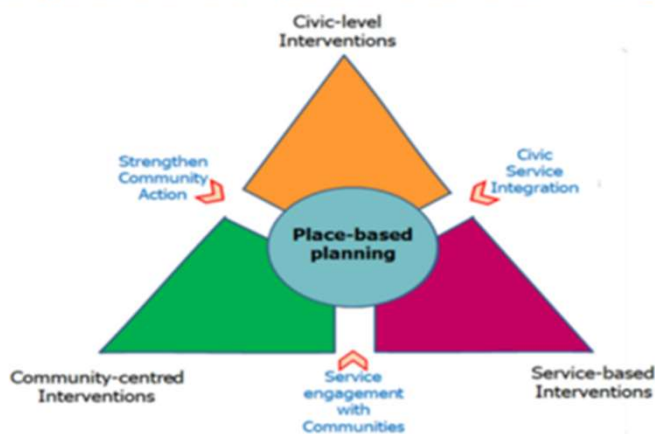 Civic-level
Interventions
Strengthen
Community
Action
Civic
Service
Integration
Place-based
planning
Community-centred
Interventions
Service
engagement
with
Communities
Service-based
Interventions